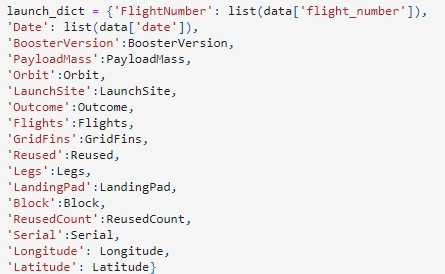 launch_dict = {'FlightNumber': list(data['flight_number']),
'Date': list(data['date']),
'BoosterVersion':BoosterVersion,
'PayloadMass':PayloadMass,
'Orbit':Orbit,
'LaunchSite':LaunchSite,
'Outcome':Outcome,
'Flights':Flights,
'GridFins':GridFins,
'Reused':Reused,
'Legs':Legs,
'LandingPad':LandingPad,
'Block':Block,
'ReusedCount':ReusedCount,
'Serial':Serial,
'Longitude': Longitude,
'Latitude': Latitude}